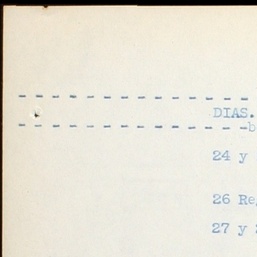 - - - - - - - - - - - - - -
DIAS.
- - - - - - - - - - - - - -b
24 y
26 Re
27 y